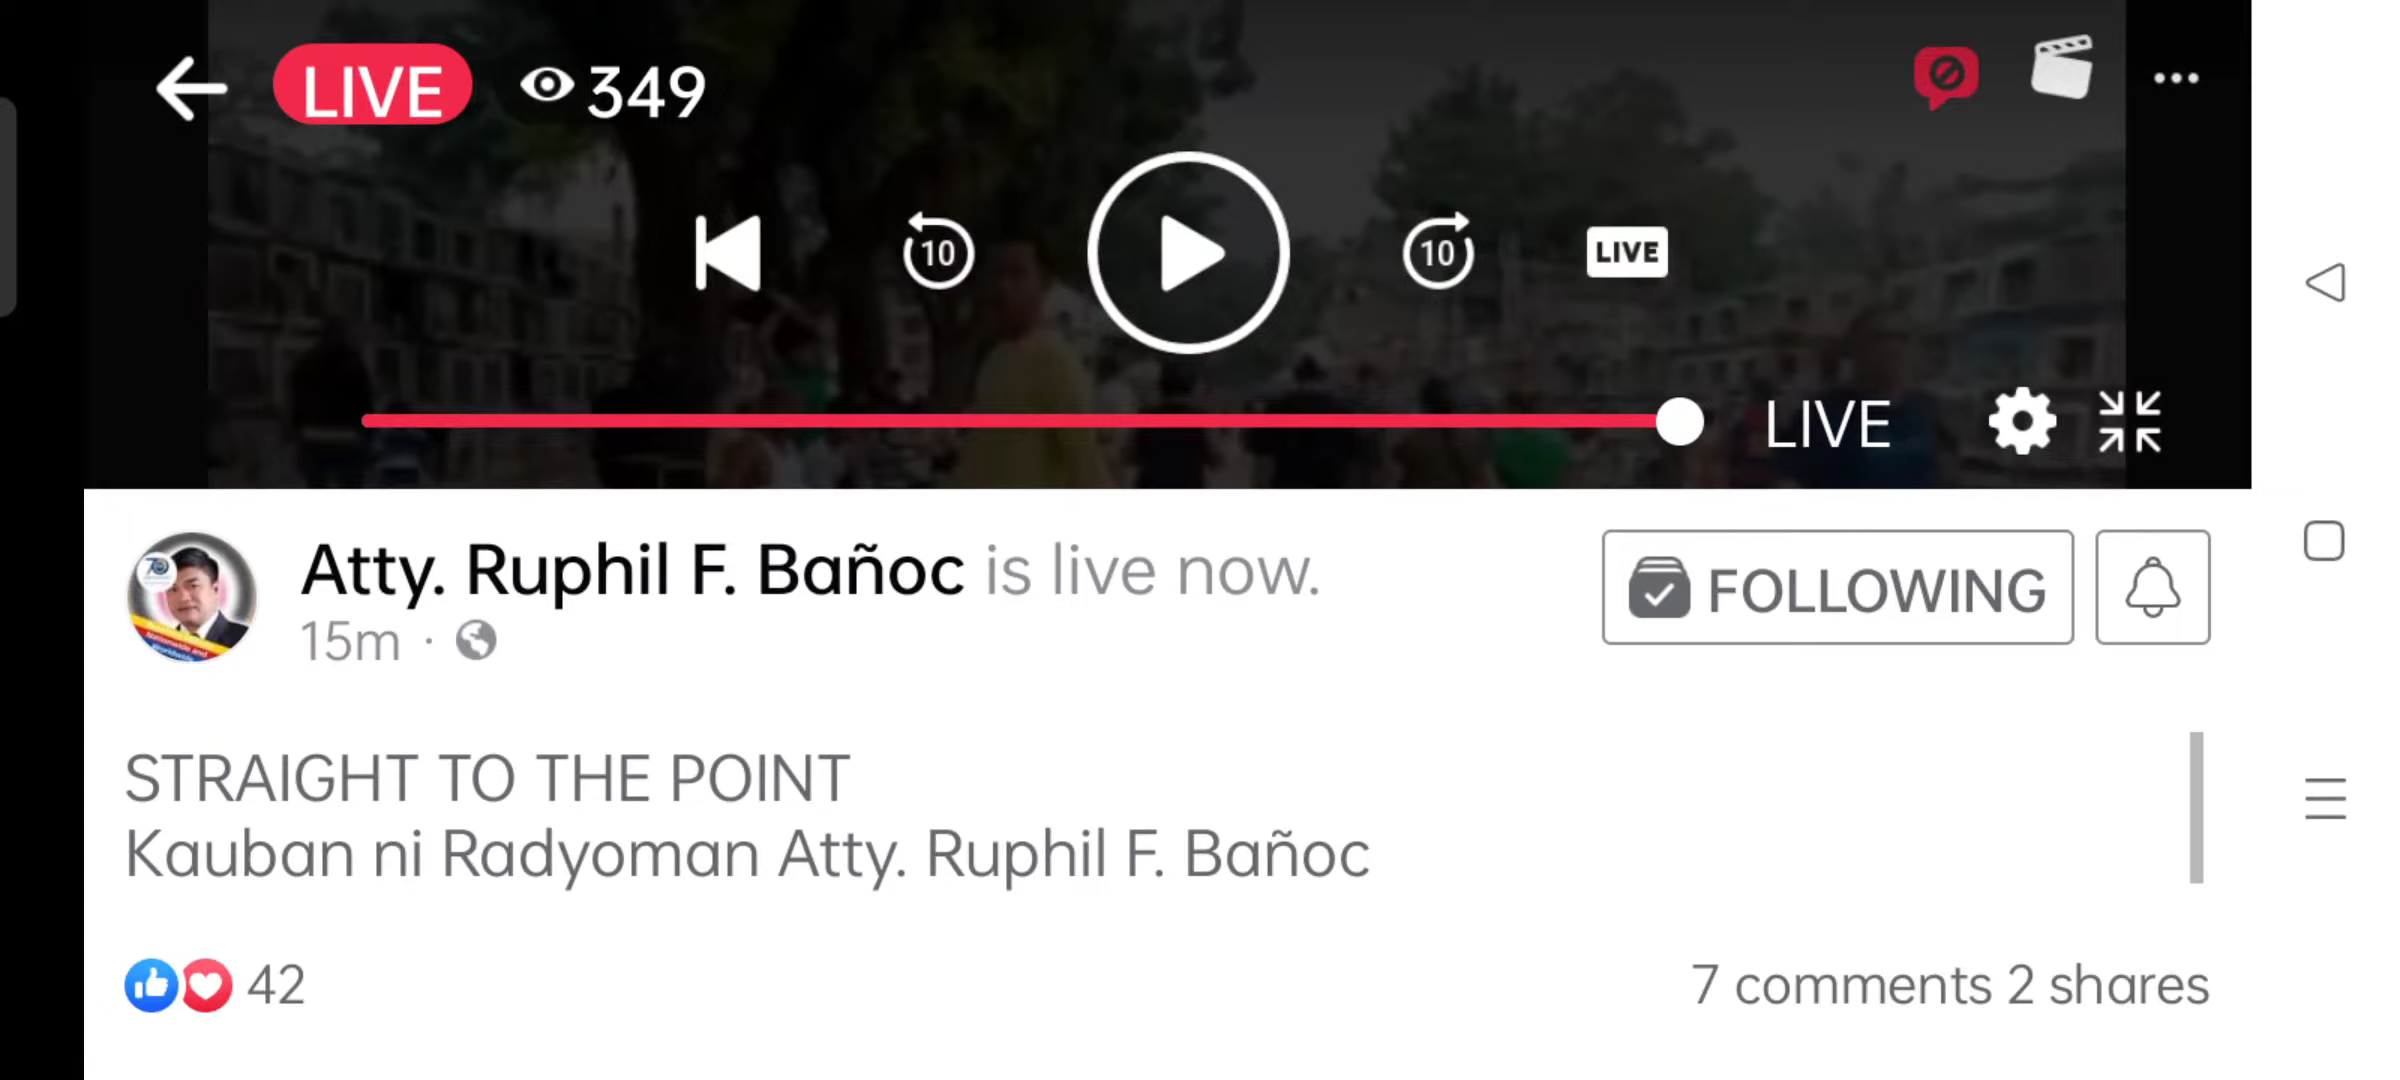 LIVE 349
10 10 LIVE
LIVE
Atty. Ruphil F. Bañoc is live now.
FOLLOWING
15m ·
STRAIGHT TO THE POINT
Kauban ni Radyoman Atty. Ruphil F. Bañoc
42
7 comments 2 shares